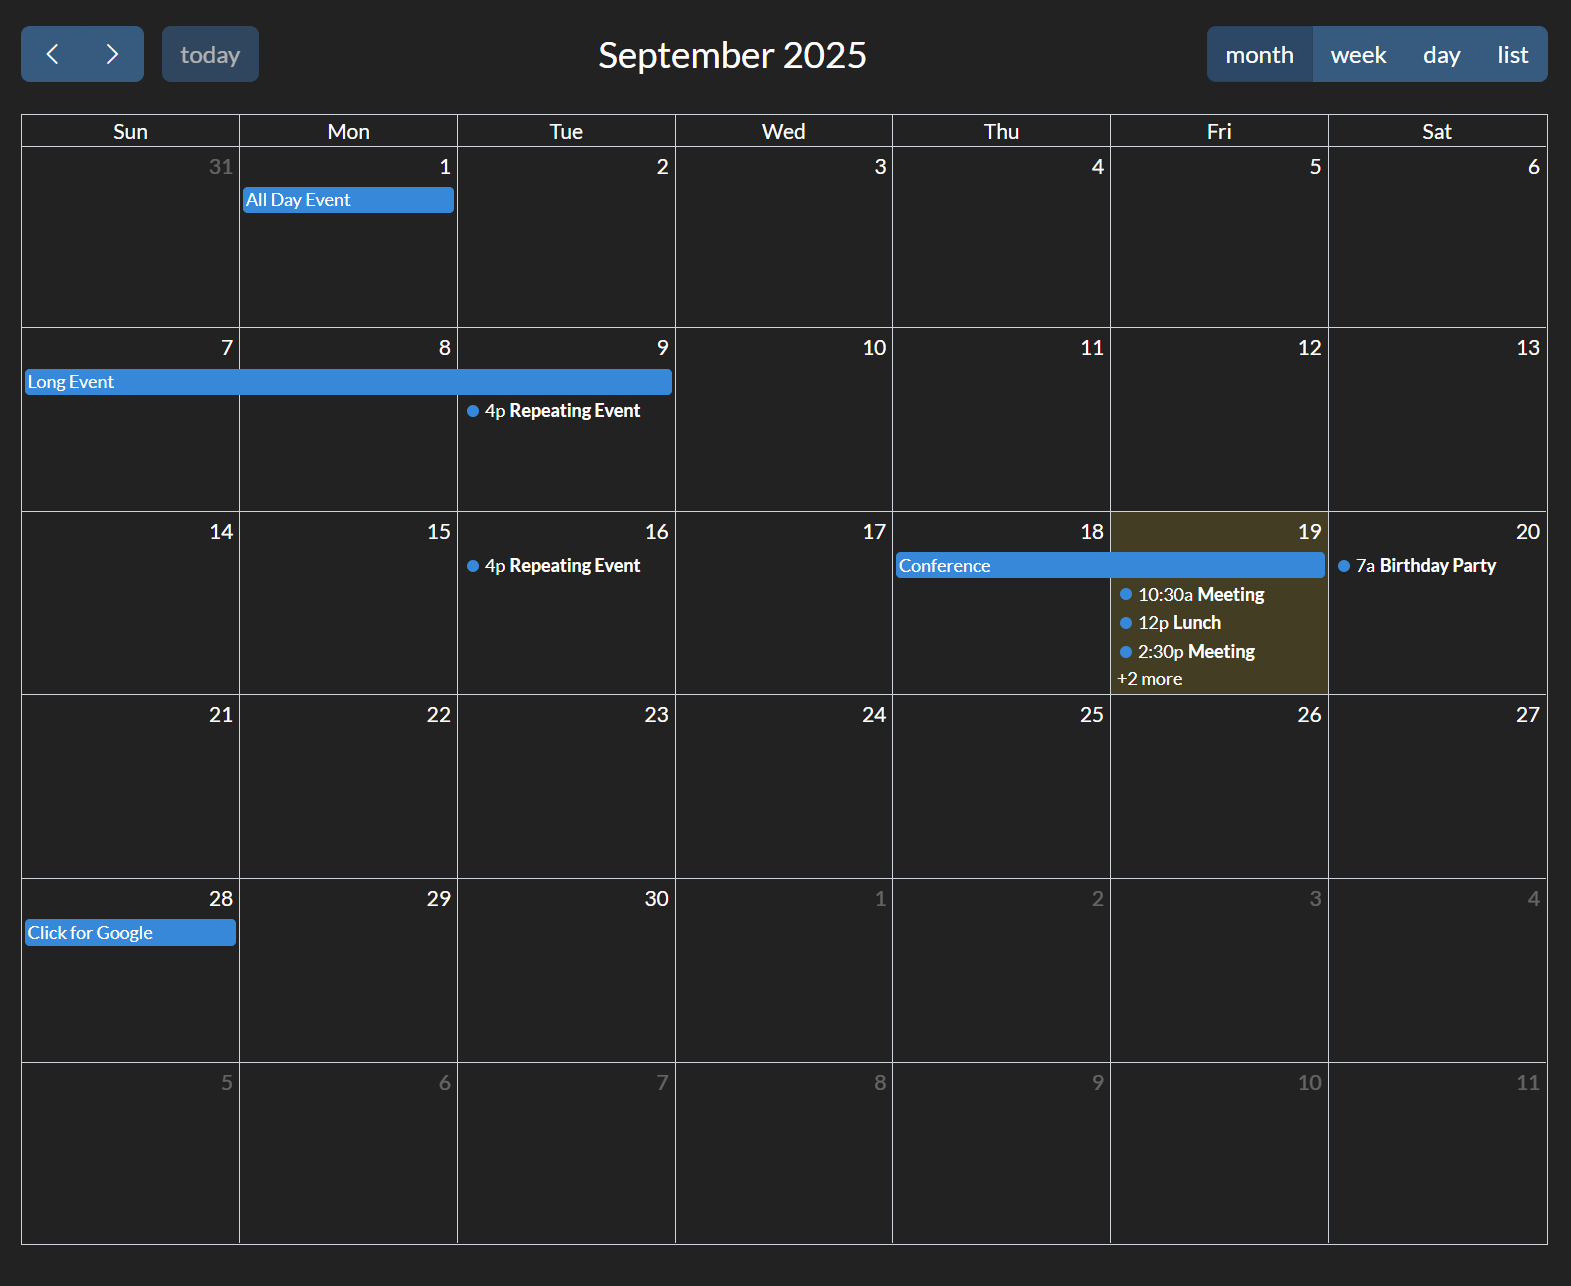 today
September 2025
month week day list
Sun Mon Tue Wed Thu Fri Sat
31 1 2 3 4 5 6
All Day Event
7 8 9 10 11 12 13
Long Event
4p Repeating Event
14 15 16 17 18 19 20
4p Repeating Event Conference 7a Birthday Party
10:30a Meeting
12p Lunch
2:30p Meeting
+2 more
21 22 23 24 25 26 27
28 29 30 1 2 3 4
Click for Google
5 6 7 8 9 10 11